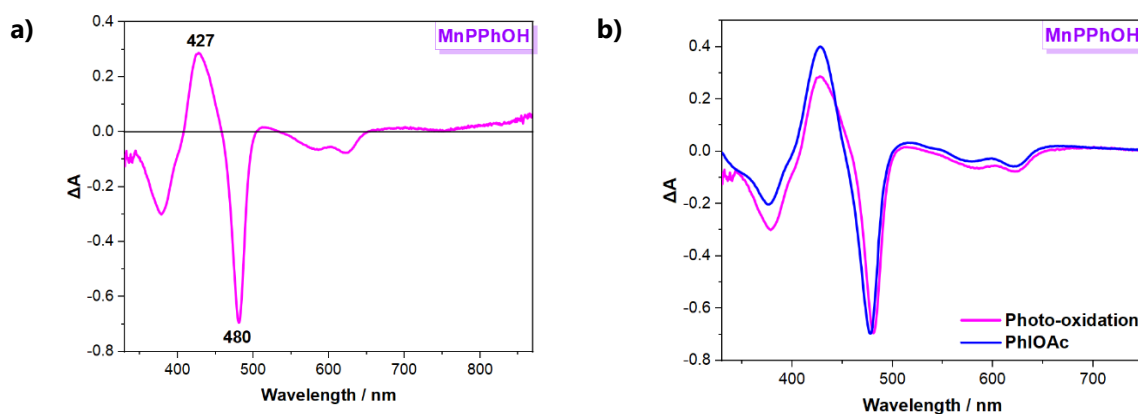 a)
MnPPhOH
427
480
0.4
0.2
0.0
-0.2
-0.4
-0.6
-0.8
ΔA
400 500 600 700 800
Wavelength / nm
b)
MnPPhOH
0.4
0.2
0.0
-0.2
-0.4
-0.6
-0.8
ΔA
Photo-oxidation
PhIOAc
400 500 600 700
Wavelength / nm